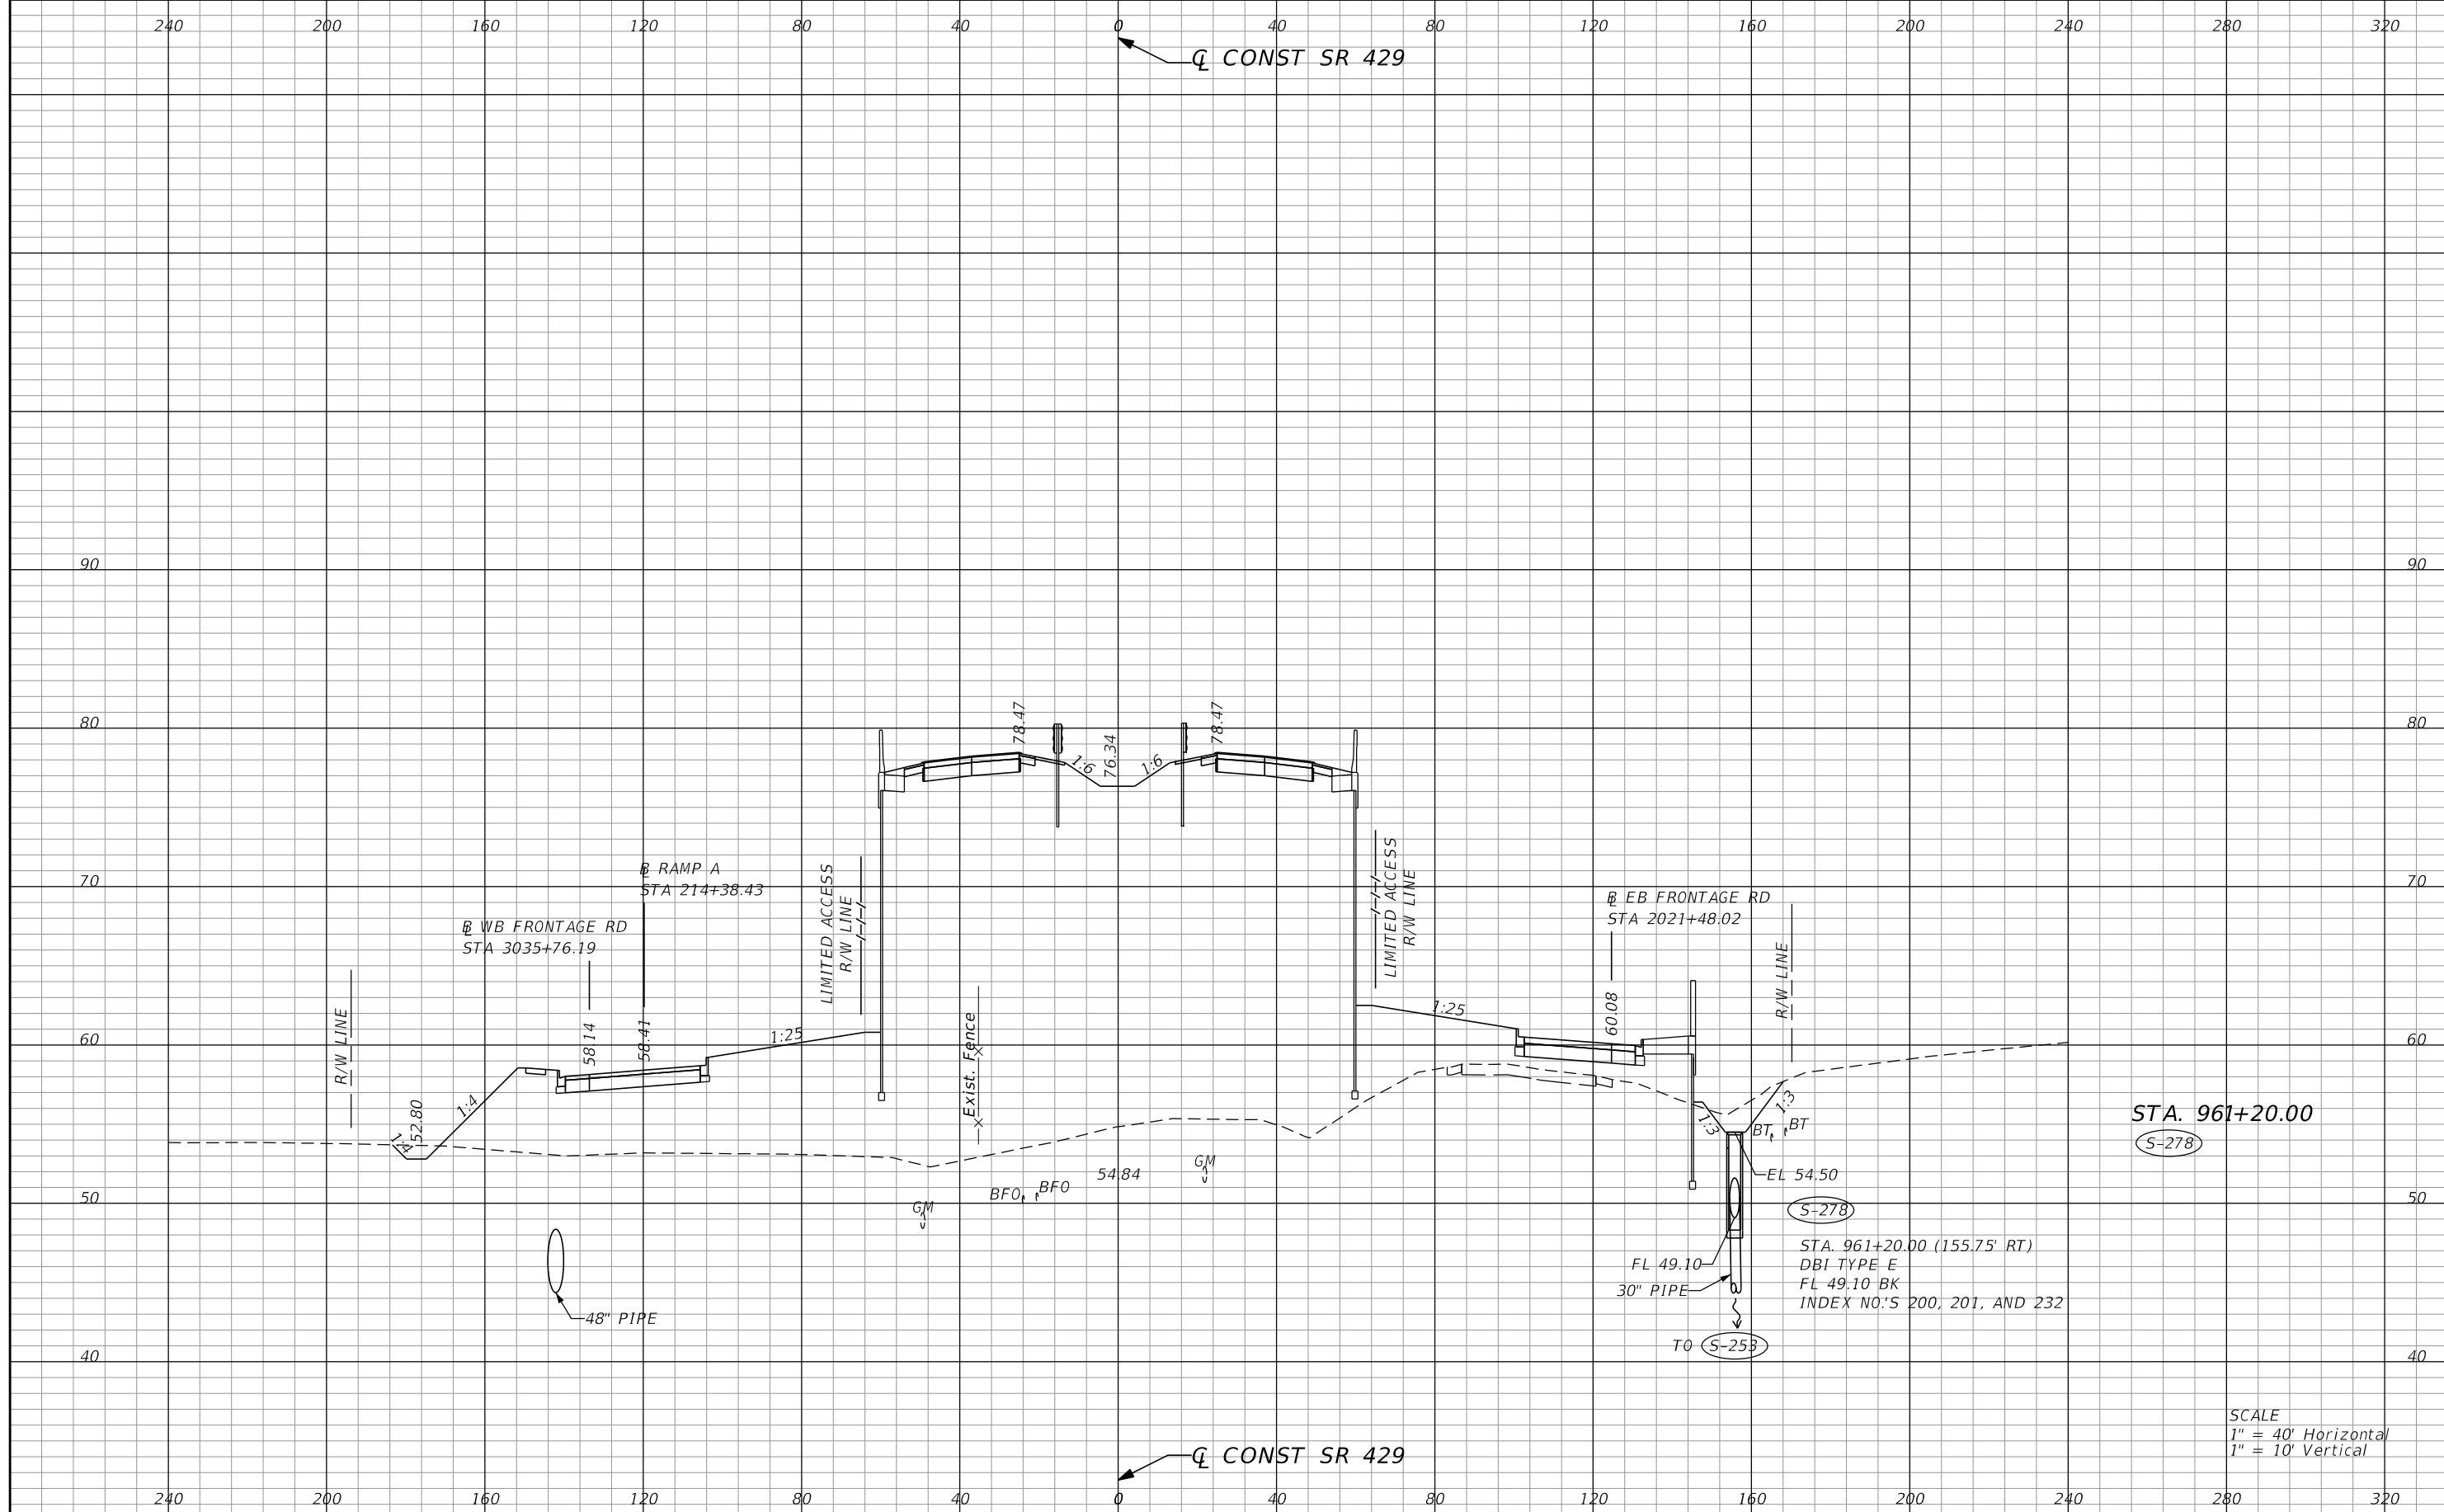 240 200 160 120 80 40 0 40 80 120 160 200 240 280 320
℄ CONST SR 429
90 90
80 80
78.47
76.34
78.47
1:6
1:6
70 70
B̲L RAMP A
STA 214+38.43
B̲L WB FRONTAGE RD
STA 3035+76.19
LIMITED ACCESS
R/W LINE
LIMITED ACCESS
R/W LINE
B̲L EB FRONTAGE RD
STA 2021+48.02
R/W LINE
R/W LINE
60 60
58.14
58.41
1:25
Exist. Fence
1:25
60.08
52.80
1:4
1:4
1:3
1:3
BT
BT
STA. 961+20.00
S-278
54.84
GM
BFO
BFO
GM
EL 54.50
50 50
S-278
STA. 961+20.00 (155.75' RT)
DBI TYPE E
FL 49.10 BK
INDEX NO.'S 200, 201, AND 232
FL 49.10
30" PIPE
48" PIPE
TO S-253
40 40
SCALE
1" = 40' Horizontal
1" = 10' Vertical
℄ CONST SR 429
240 200 160 120 80 40 0 40 80 120 160 200 240 280 320